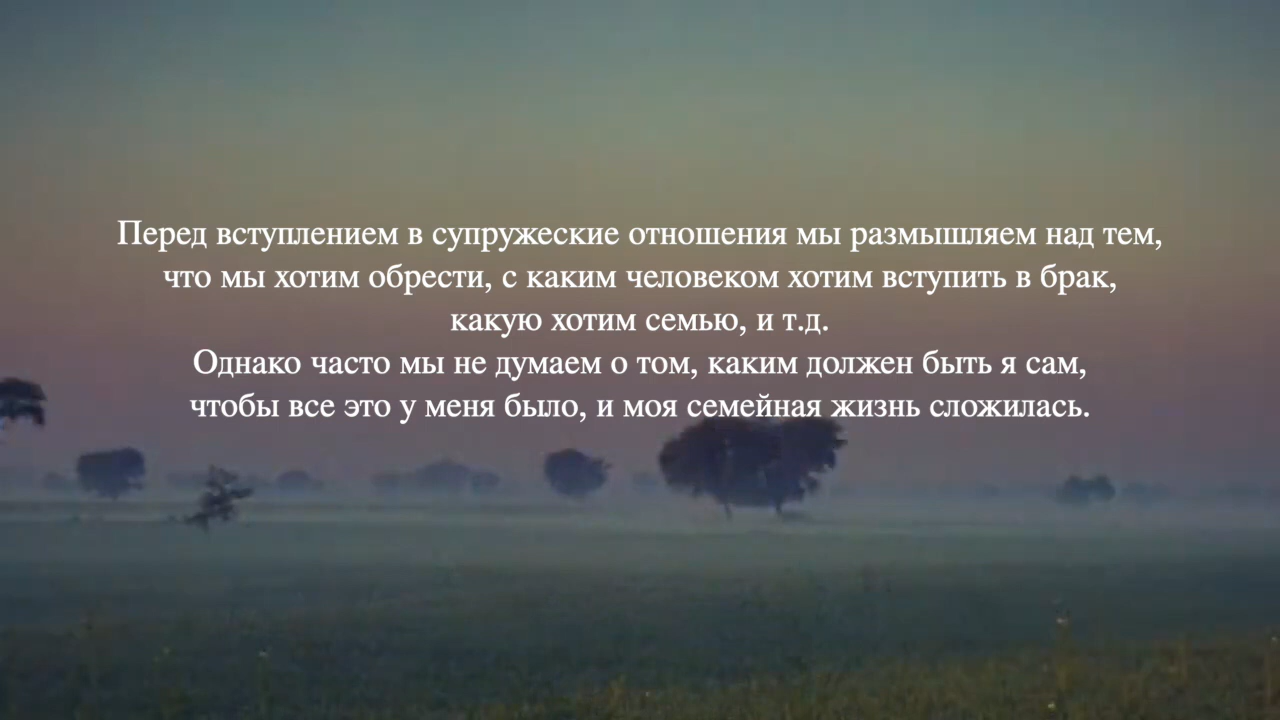 Перед вступлением в супружеские отношения мы размышляем над тем,
что мы хотим обрести, с каким человеком хотим вступить в брак,
какую хотим семью, и т.д.
Однако часто мы не думаем о том, каким должен быть я сам,
чтобы все это у меня было, и моя семейная жизнь сложилась.